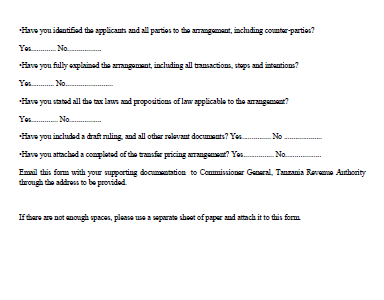 •Have you identified the applicants and all parties to the arrangement, including counter-parties?
Yes.............. No...................
•Have you fully explained the arrangement, including all transactions, steps and intentions?
Yes............. No...........................
•Have you stated all the tax laws and propositions of law applicable to the arrangement?
Yes............... No..................
•Have you included a draft ruling, and all other relevant documents? Yes................ No .....................
•Have you attached a completed of the transfer pricing arrangement? Yes................. No....................
Email this form with your supporting documentation to Commissioner General, Tanzania Revenue Authority
through the address to be provided.
If there are not enough spaces, please use a separate sheet of paper and attach it to this form.